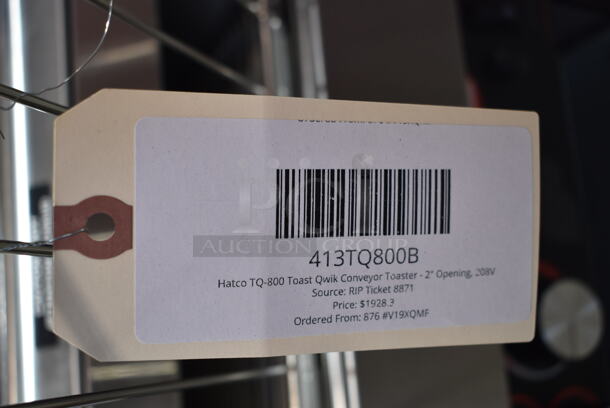 413TQ800B
Hatco TQ-800 Toast Qwik Conveyor Toaster - 2" Opening, 208V
Source: RIP Ticket 8871
Price: $1928.3
Ordered From: 876 #V19XQMF
PCI
AUCTION GROUP